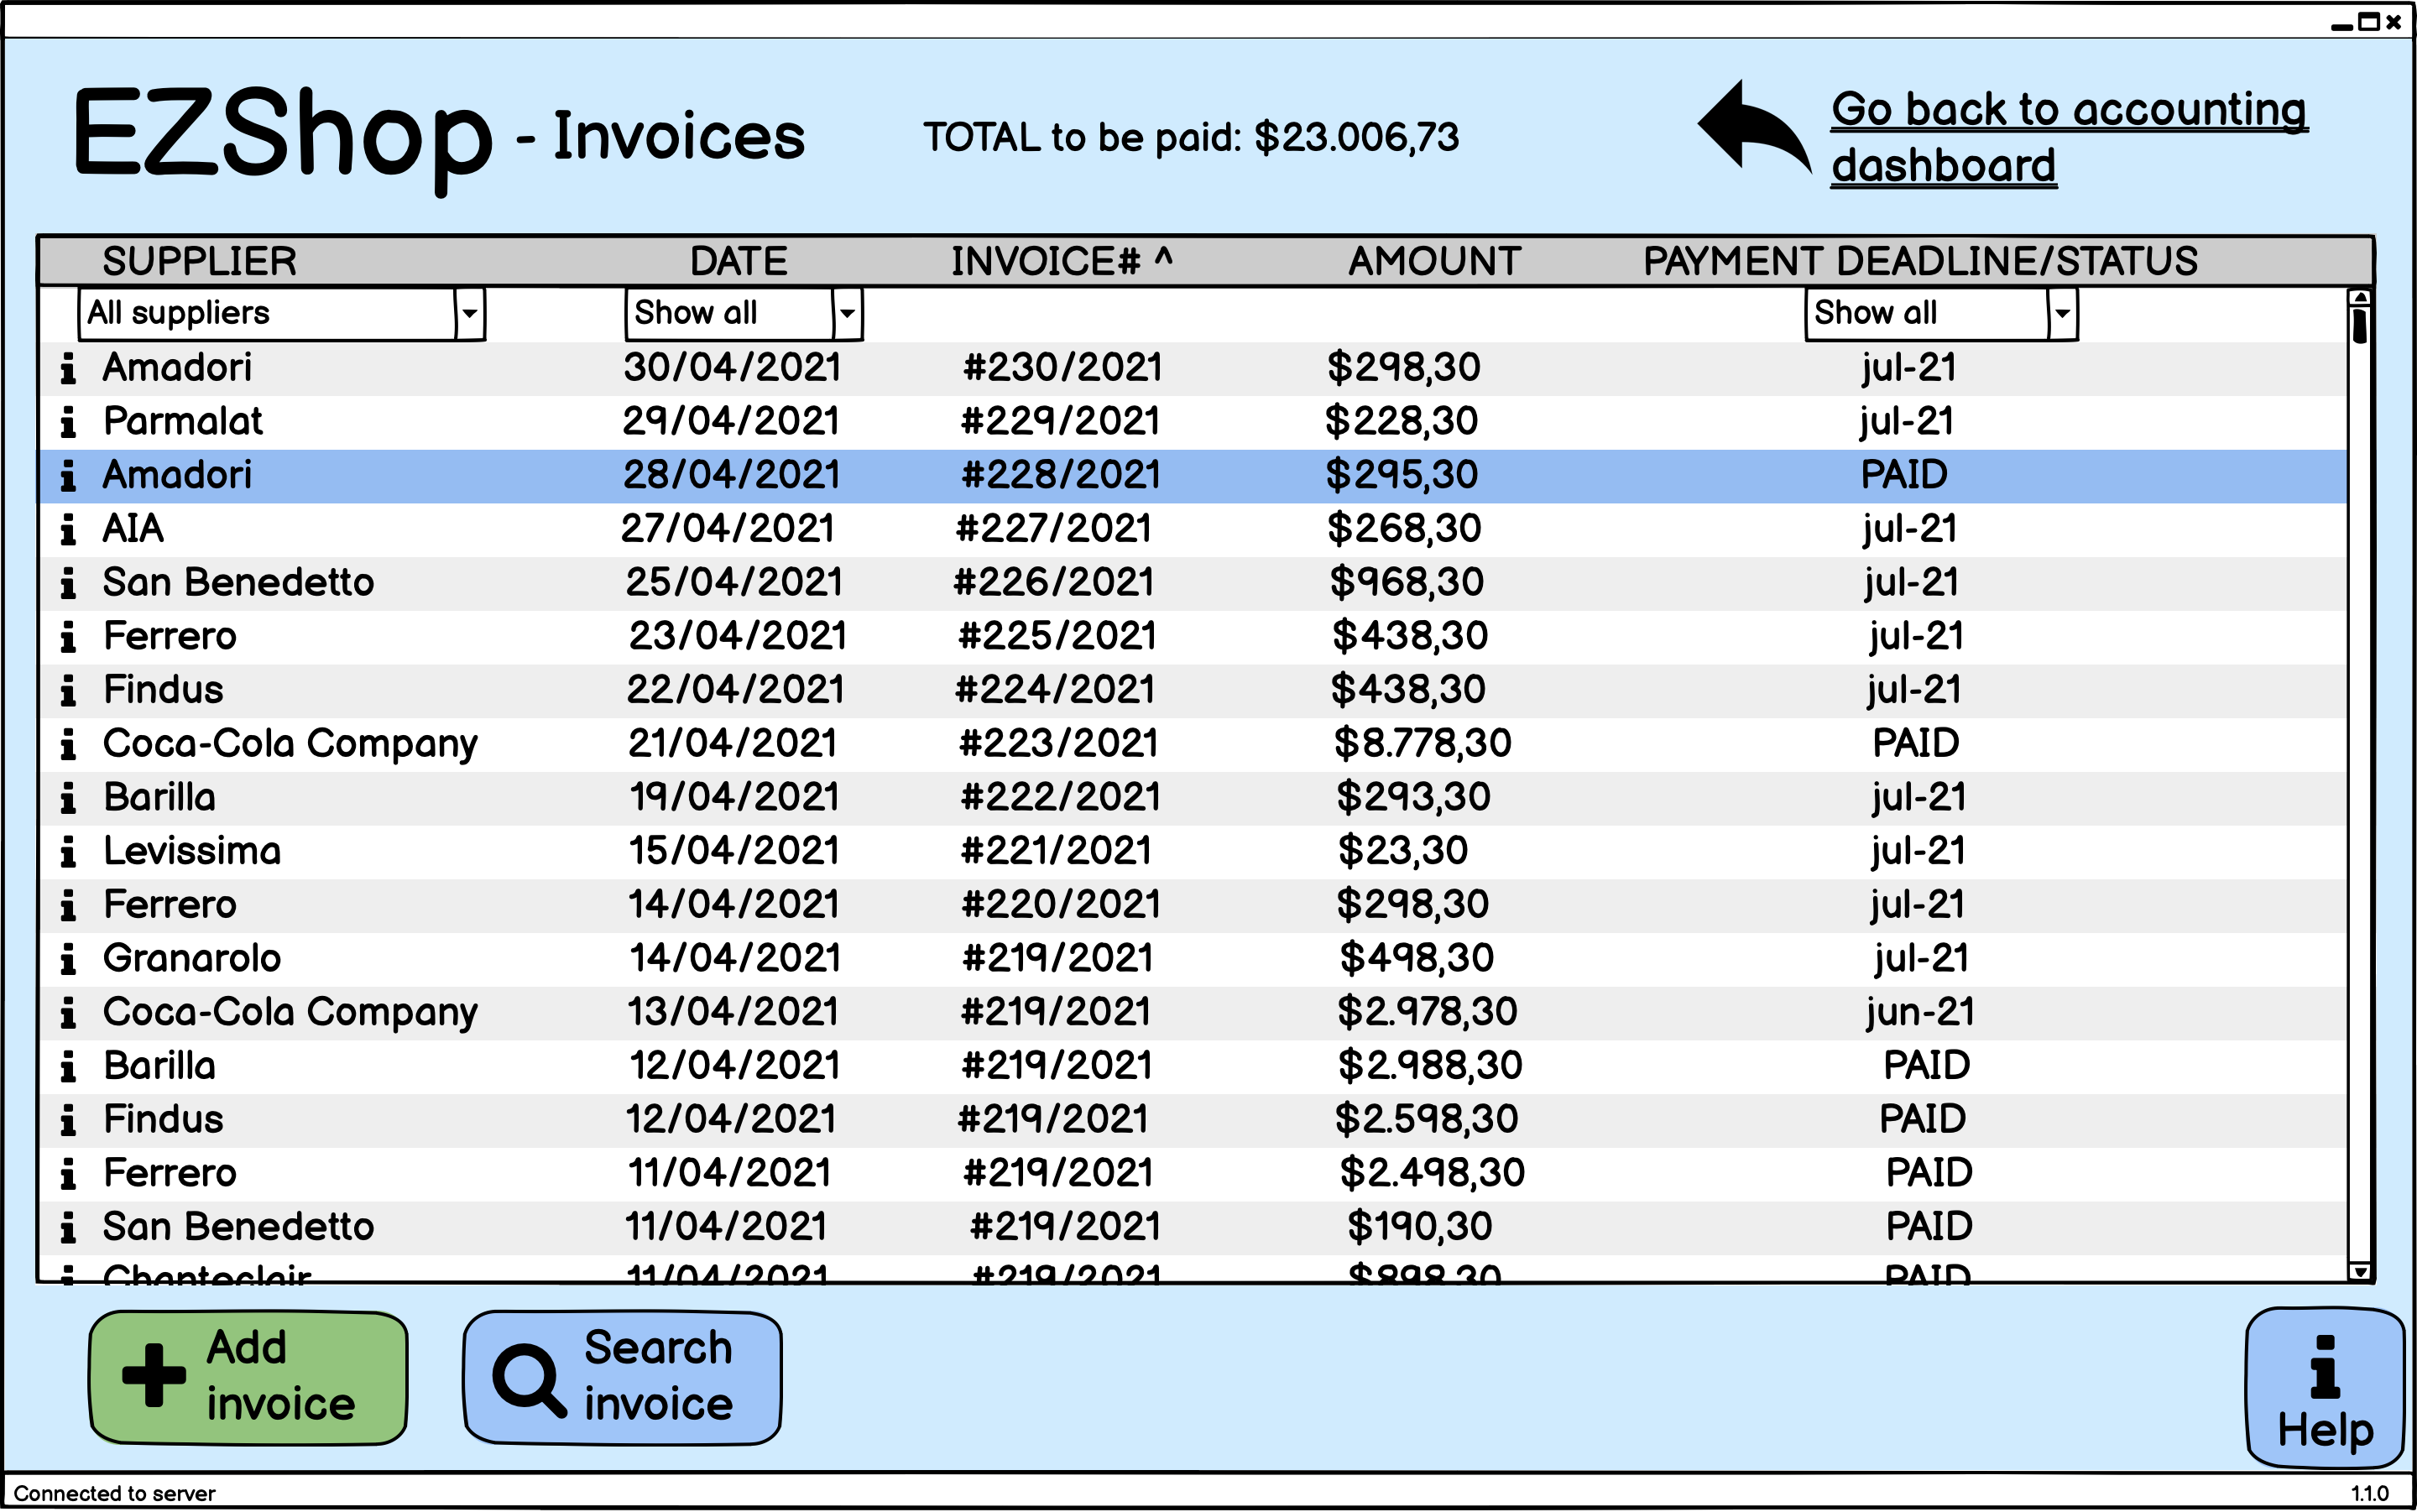 EZShop - Invoices
TOTAL to be paid: $23.006,73
Go back to accounting
dashboard
SUPPLIER DATE INVOICE# ^ AMOUNT PAYMENT DEADLINE/STATUS
All suppliers Show all Show all
Amadori 30/04/2021 #230/2021 $298,30 jul-21
Parmalat 29/04/2021 #229/2021 $228,30 jul-21
Amadori 28/04/2021 #228/2021 $295,30 PAID
AIA 27/04/2021 #227/2021 $268,30 jul-21
San Benedetto 25/04/2021 #226/2021 $968,30 jul-21
Ferrero 23/04/2021 #225/2021 $438,30 jul-21
Findus 22/04/2021 #224/2021 $438,30 jul-21
Coca-Cola Company 21/04/2021 #223/2021 $8.778,30 PAID
Barilla 19/04/2021 #222/2021 $293,30 jul-21
Levissima 15/04/2021 #221/2021 $23,30 jul-21
Ferrero 14/04/2021 #220/2021 $298,30 jul-21
Granarolo 14/04/2021 #219/2021 $498,30 jul-21
Coca-Cola Company 13/04/2021 #219/2021 $2.978,30 jun-21
Barilla 12/04/2021 #219/2021 $2.988,30 PAID
Findus 12/04/2021 #219/2021 $2.598,30 PAID
Ferrero 11/04/2021 #219/2021 $2.498,30 PAID
San Benedetto 11/04/2021 #219/2021 $190,30 PAID
Chanteclair 11/04/2021 #219/2021 $898,30 PAID
Add
invoice
Search
invoice
Help
Connected to server
1.1.0